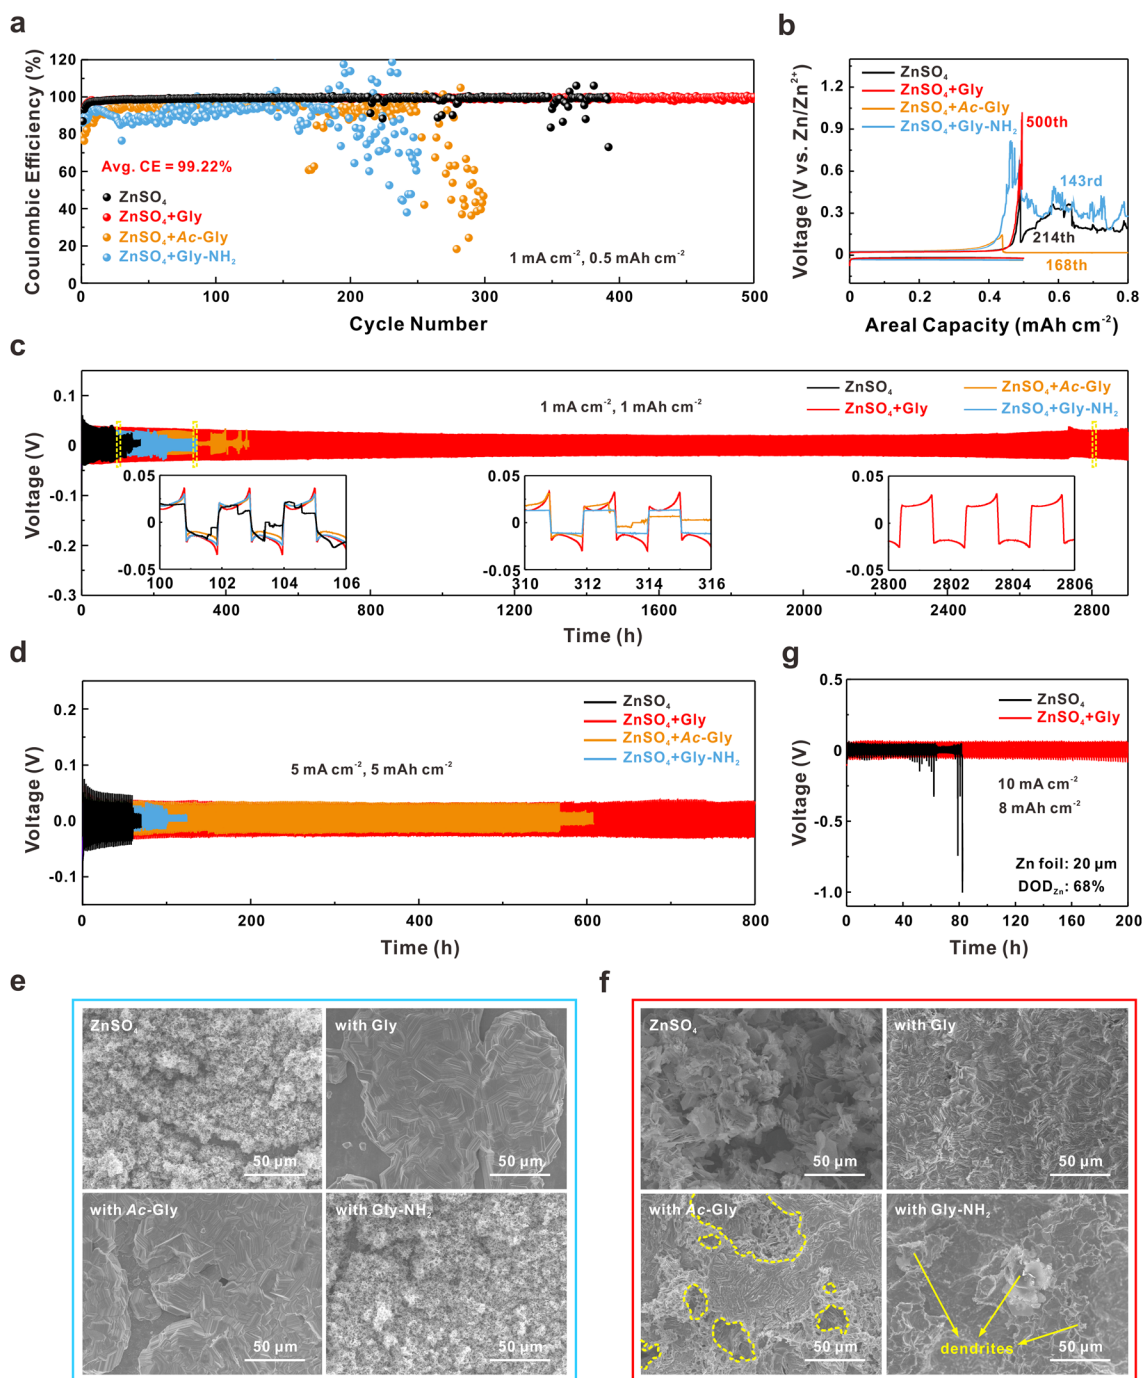 a
Coulombic Efficiency (%)
120
100
80
60
40
20
0
Avg. CE = 99.22%
ZnSO₄
ZnSO₄+Gly
ZnSO₄+Ac-Gly
ZnSO₄+Gly-NH₂
1 mA cm⁻², 0.5 mAh cm⁻²
0 100 200 300 400 500
Cycle Number
b
Voltage (V vs. Zn/Zn²⁺)
1.2
0.9
0.6
0.3
0
ZnSO₄
ZnSO₄+Gly
ZnSO₄+Ac-Gly
ZnSO₄+Gly-NH₂
500th
143rd
214th
168th
0 0.2 0.4 0.6 0.8
Areal Capacity (mAh cm⁻²)
c
Voltage (V)
0.1
0
-0.1
-0.2
-0.3
1 mA cm⁻², 1 mAh cm⁻²
ZnSO₄
ZnSO₄+Ac-Gly
ZnSO₄+Gly
ZnSO₄+Gly-NH₂
0.05
0
-0.05
100 102 104 106
0.05
0
-0.05
310 312 314 316
0.05
0
-0.05
2800 2802 2804 2806
0 400 800 1200 1600 2000 2400 2800
Time (h)
d
Voltage (V)
0.2
0.1
0.0
-0.1
ZnSO₄
ZnSO₄+Gly
ZnSO₄+Ac-Gly
ZnSO₄+Gly-NH₂
5 mA cm⁻², 5 mAh cm⁻²
0 200 400 600 800
Time (h)
g
Voltage (V)
0.5
0
-0.5
-1.0
ZnSO₄
ZnSO₄+Gly
10 mA cm⁻²
8 mAh cm⁻²
Zn foil: 20 μm
DOD_Zn: 68%
0 40 80 120 160 200
Time (h)
e
ZnSO
50 μm
with Gly
50 μm
with Ac-Gly
50 μm
with Gly-NH₂
50 μm
f
ZnSO₄
50 μm
with Gly
50 μm
with Ac-Gly
50 μm
with Gly-NH₂
dendrites
50 μm